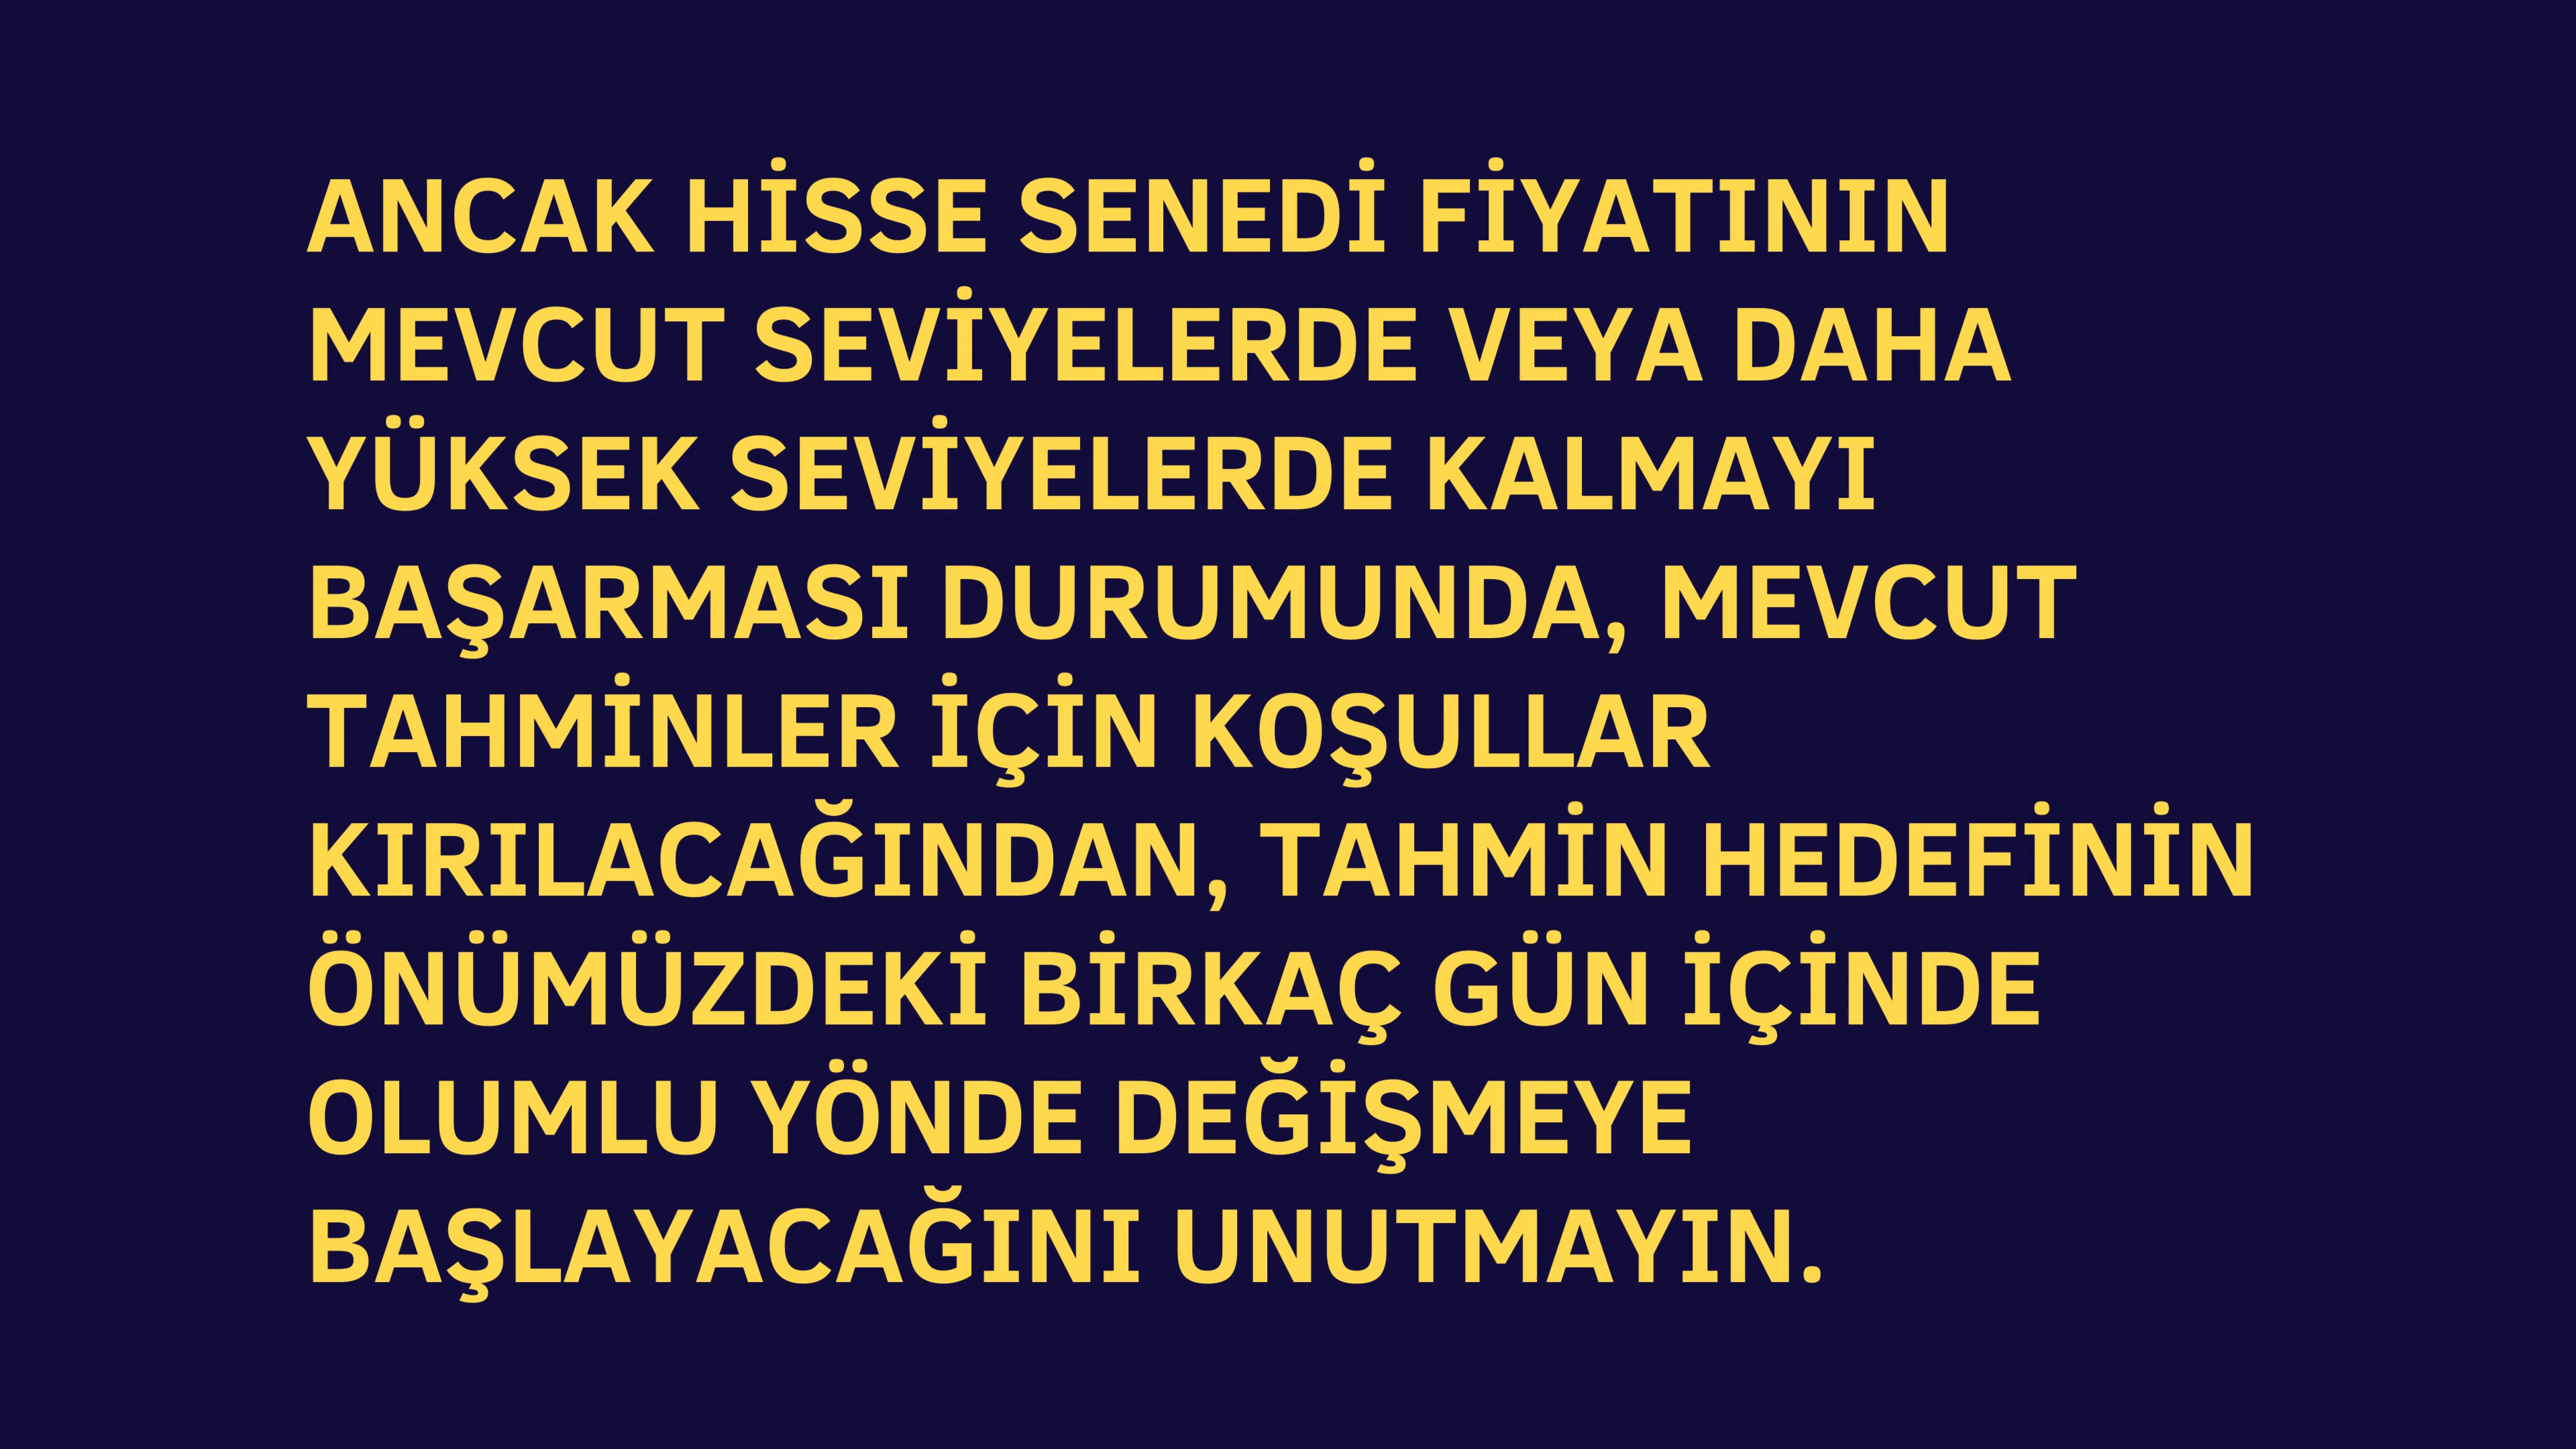 ANCAK HİSSE SENEDİ FİYATININ
MEVCUT SEVİYELERDE VEYA DAHA
YÜKSEK SEVİYELERDE KALMAYI
BAŞARMASI DURUMUNDA, MEVCUT
TAHMİNLER İÇİN KOŞULLAR
KIRILACAĞINDAN, TAHMİN HEDEFİNİN
ÖNÜMÜZDEKİ BİRKAÇ GÜN İÇİNDE
OLUMLU YÖNDE DEĞİŞMEYE
BAŞLAYACAĞINI UNUTMAYIN.